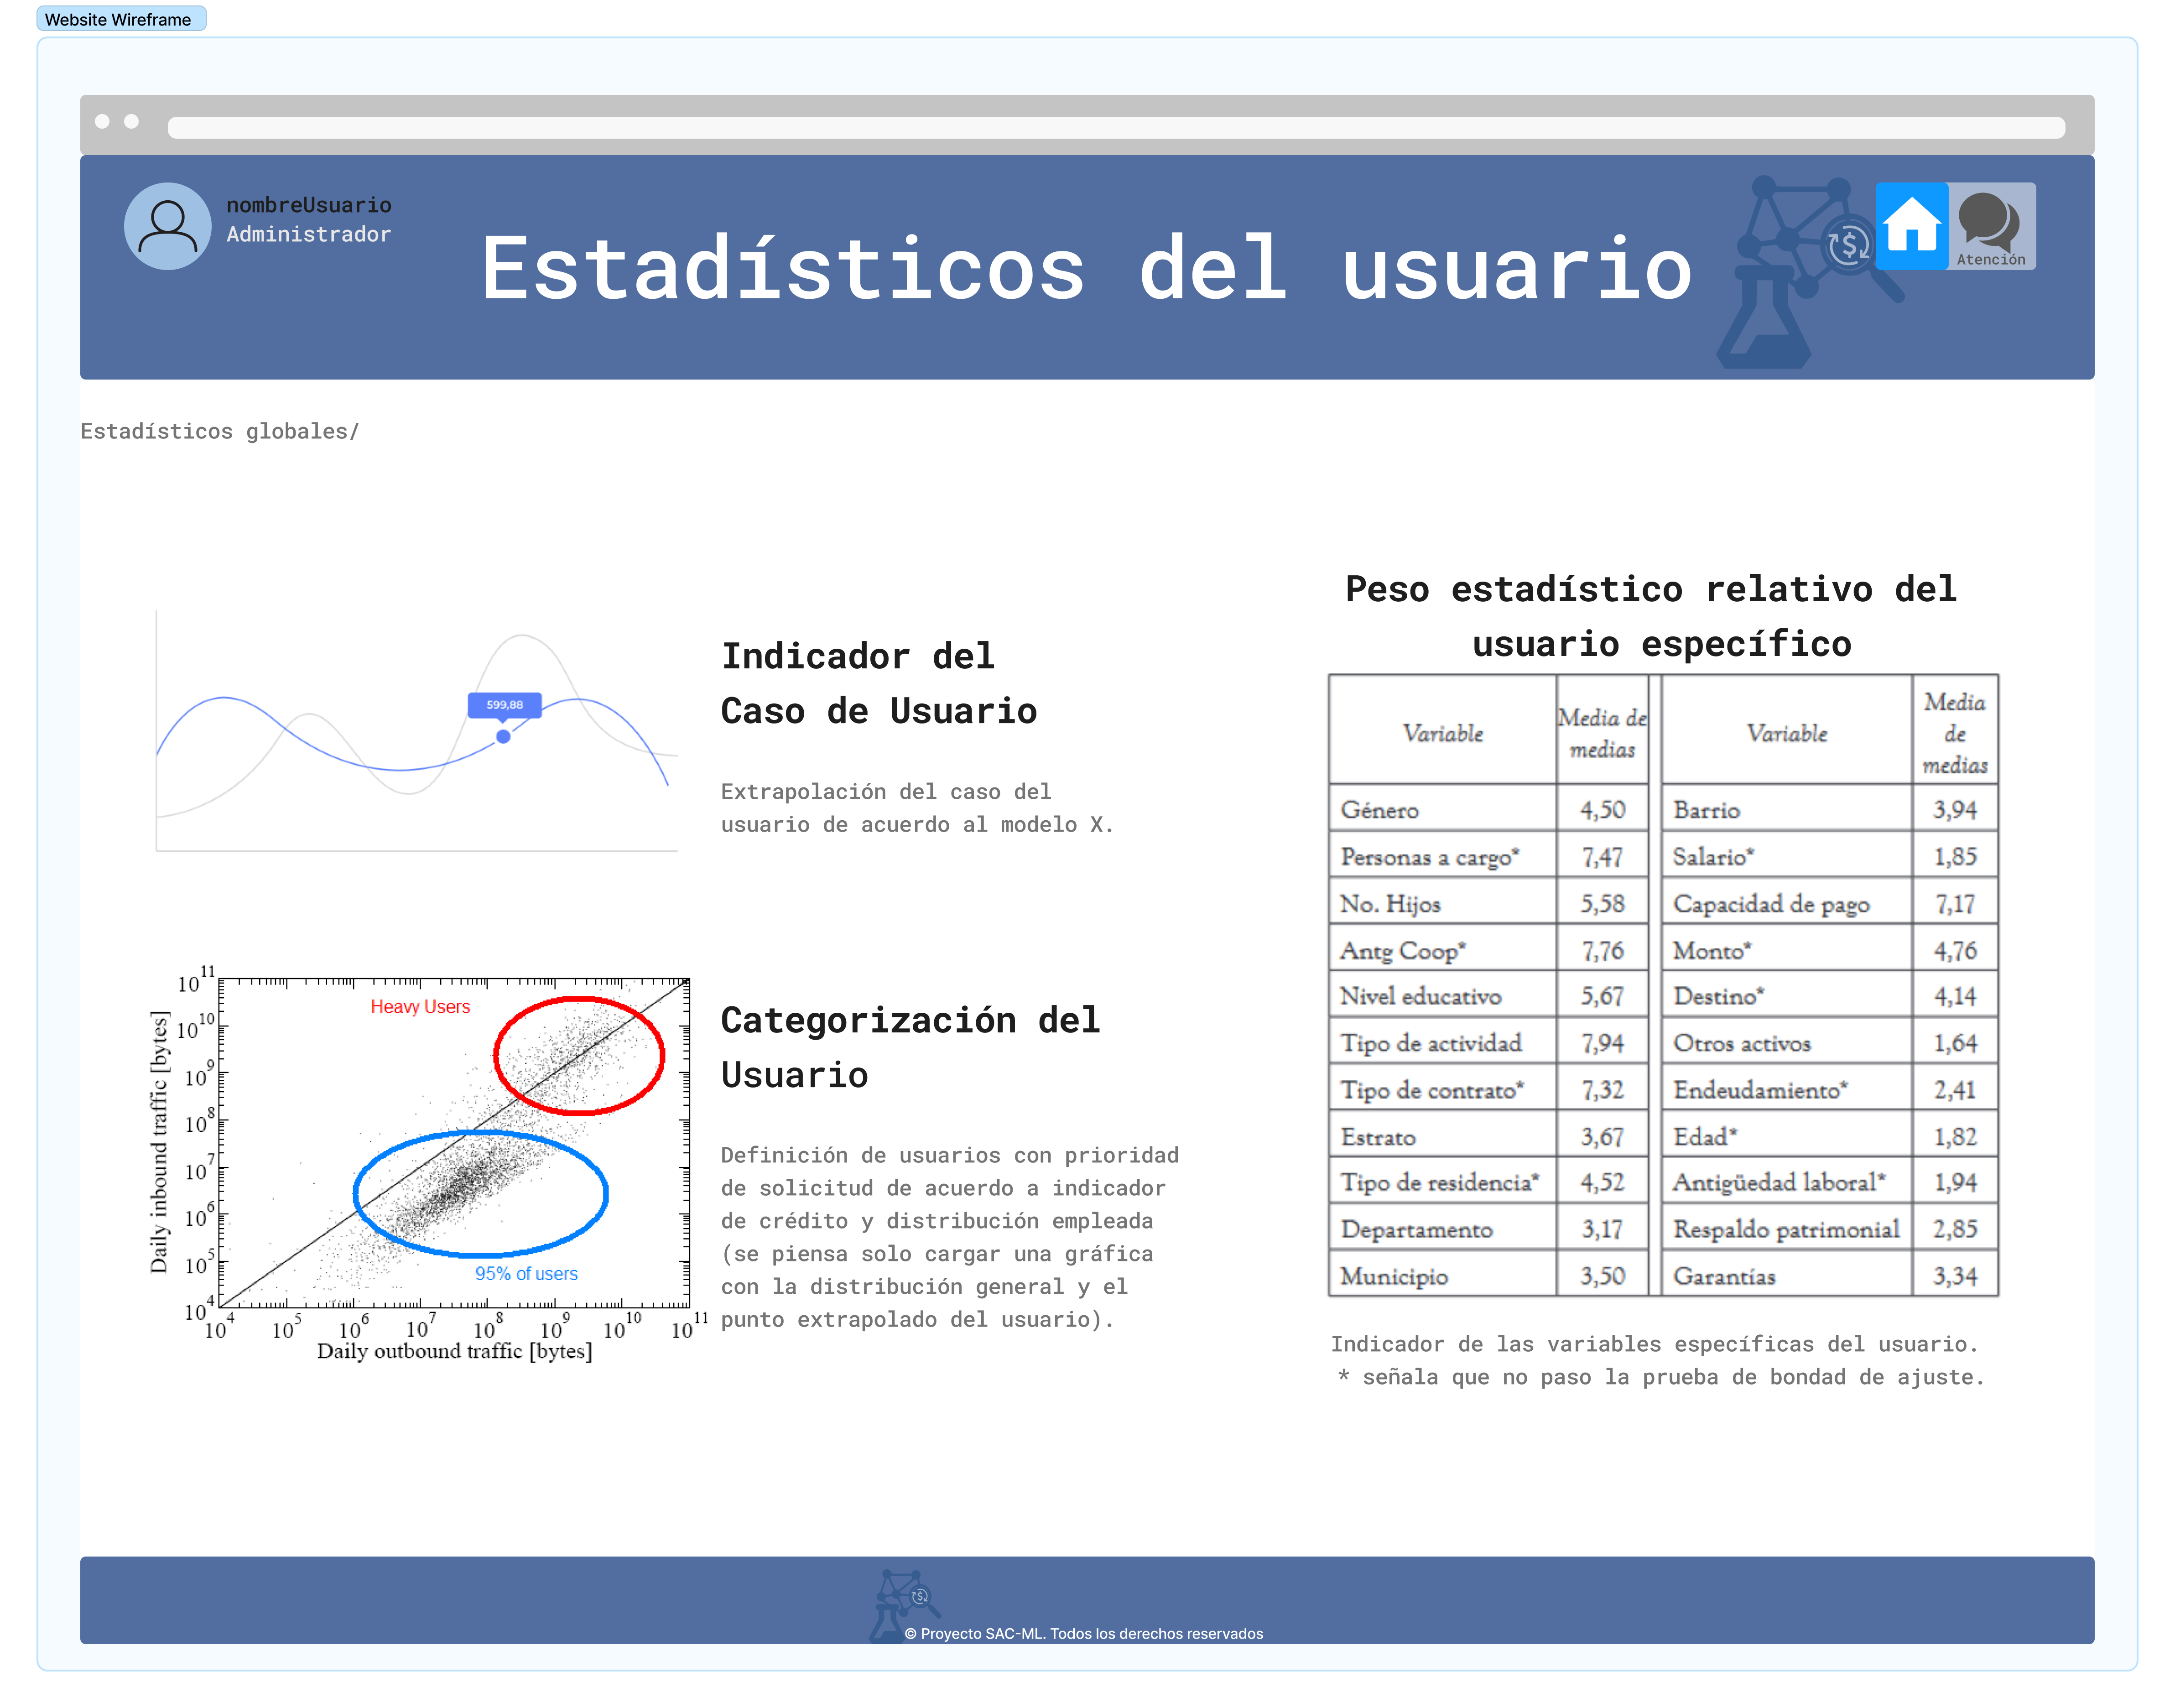 Website Wireframe
nombreUsuario
Administrador
Estadísticos del usuario
Atención
Estadísticos globales/
599,88
Indicador del
Caso de Usuario
Extrapolación del caso del
usuario de acuerdo al modelo X.
Heavy Users
95% of users
Daily inbound traffic [bytes]
10^11
10^10
10^9
10^8
10^7
10^6
10^5
10^4
10^4 10^5 10^6 10^7 10^8 10^9 10^10 10^11
Daily outbound traffic [bytes]
Categorización del
Usuario
Definición de usuarios con prioridad
de solicitud de acuerdo a indicador
de crédito y distribución empleada
(se piensa solo cargar una gráfica
con la distribución general y el
punto extrapolado del usuario).
Peso estadístico relativo del
usuario específico
Variable Media de medias Variable Media de medias
Género 4,50 Barrio 3,94
Personas a cargo* 7,47 Salario* 1,85
No. Hijos 5,58 Capacidad de pago 7,17
Antg Coop* 7,76 Monto* 4,76
Nivel educativo 5,67 Destino* 4,14
Tipo de actividad 7,94 Otros activos 1,64
Tipo de contrato* 7,32 Endeudamiento* 2,41
Estrato 3,67 Edad* 1,82
Tipo de residencia* 4,52 Antigüedad laboral* 1,94
Departamento 3,17 Respaldo patrimonial 2,85
Municipio 3,50 Garantías 3,34
Indicador de las variables específicas del usuario.
* señala que no paso la prueba de bondad de ajuste.
© Proyecto SAC-ML. Todos los derechos reservados